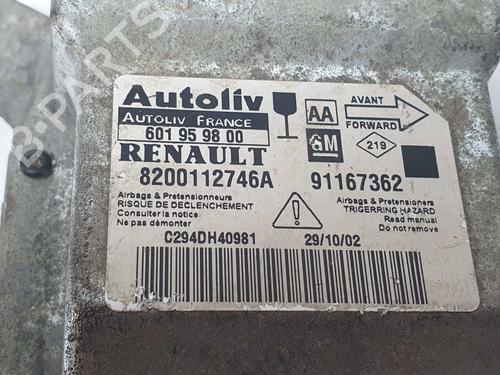 Autoliv
AUTOLIV FRANCE
601 95 98 00
RENAULT
8200112746A
AA
GM
AVANT
FORWARD
219
91167362
Airbags & Pretensionneurs
RISQUE DE DECLENCHEMENT
Consulter la notice
Ne pas démonter
Airbags & Pretensioners
TRIGERRING HAZARD
Read manual
Do not remove
C294DH40981
29/10/02
B-PARTS